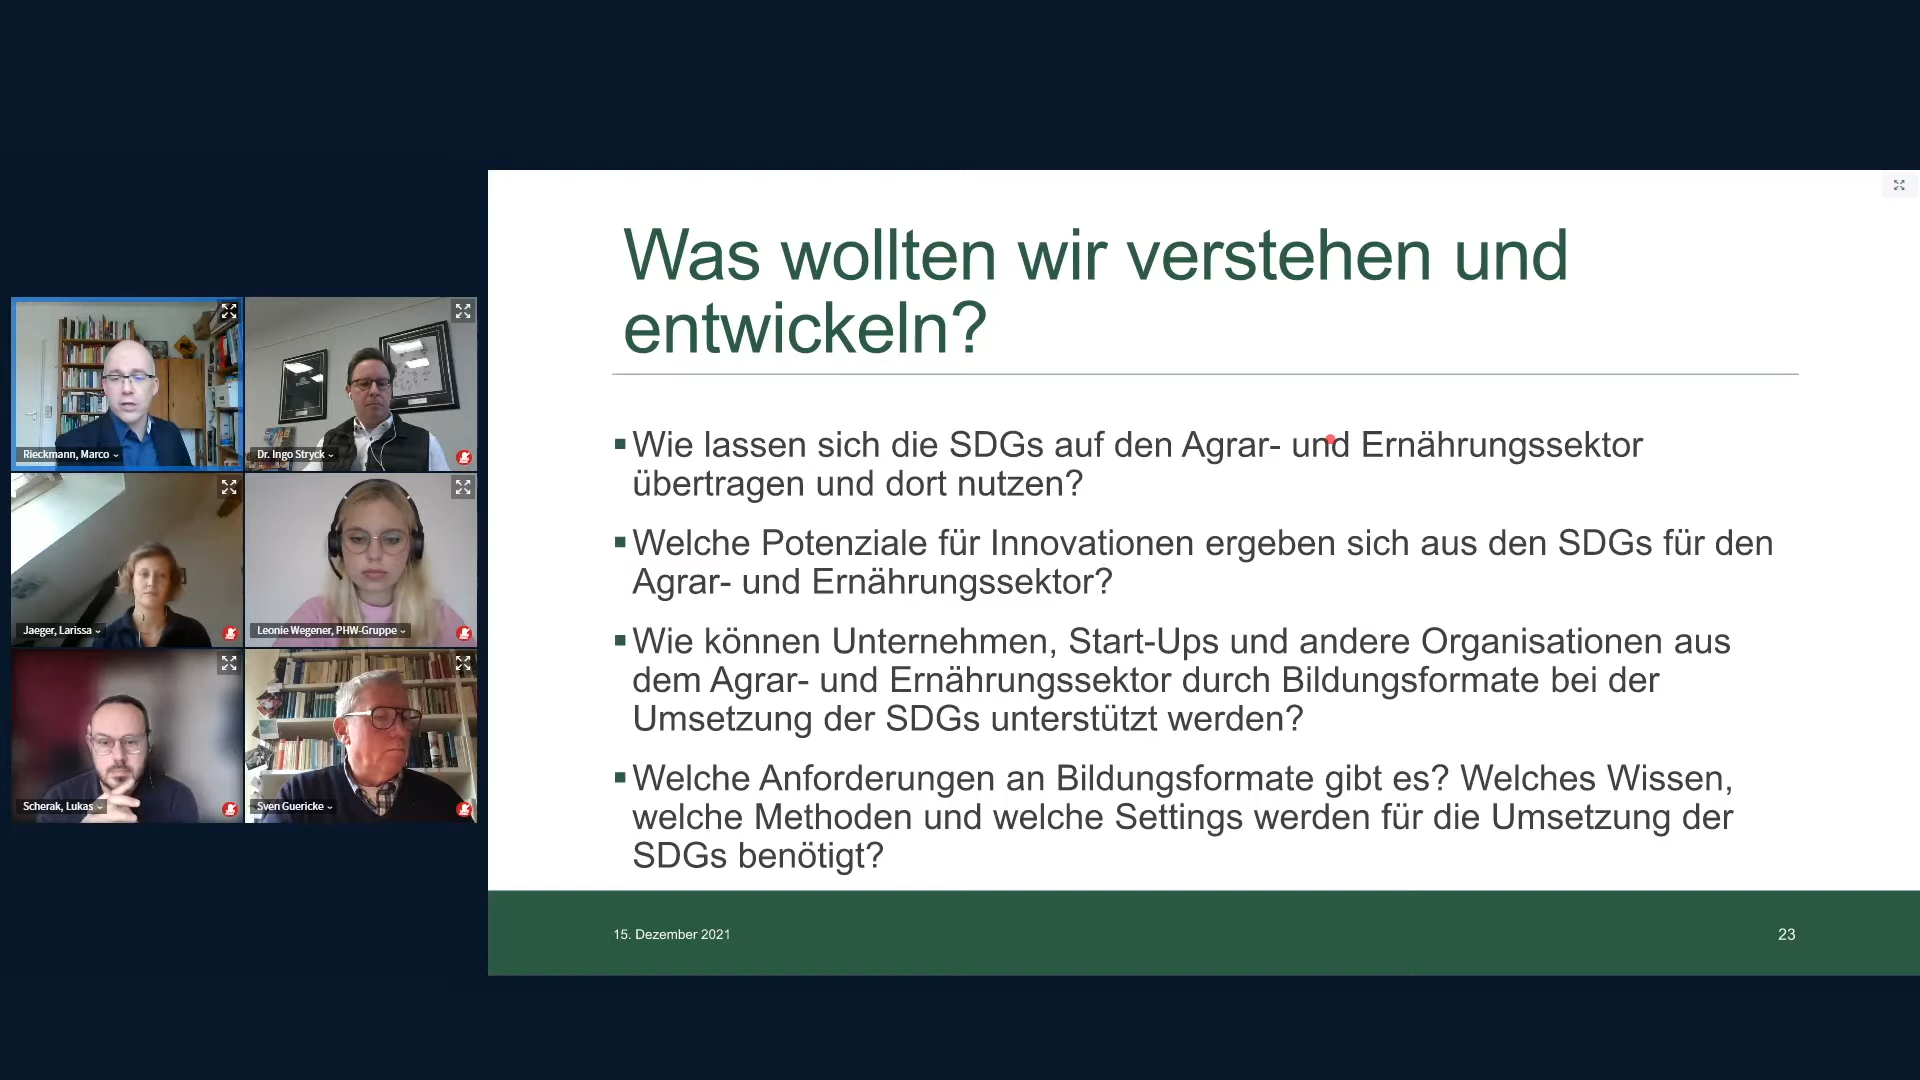 Was wollten wir verstehen und
entwickeln?
Wie lassen sich die SDGs auf den Agrar- und Ernährungssektor
übertragen und dort nutzen?
Welche Potenziale für Innovationen ergeben sich aus den SDGs für den
Agrar- und Ernährungssektor?
Wie können Unternehmen, Start-Ups und andere Organisationen aus
dem Agrar- und Ernährungssektor durch Bildungsformate bei der
Umsetzung der SDGs unterstützt werden?
Welche Anforderungen an Bildungsformate gibt es? Welches Wissen,
welche Methoden und welche Settings werden für die Umsetzung der
SDGs benötigt?
15. Dezember 2021
23
Rieckmann, Marco
Dr. Ingo Stryck
Jaeger, Larissa
Leonie Wegener, PHW-Gruppe
Scherak, Lukas
Sven Guericke